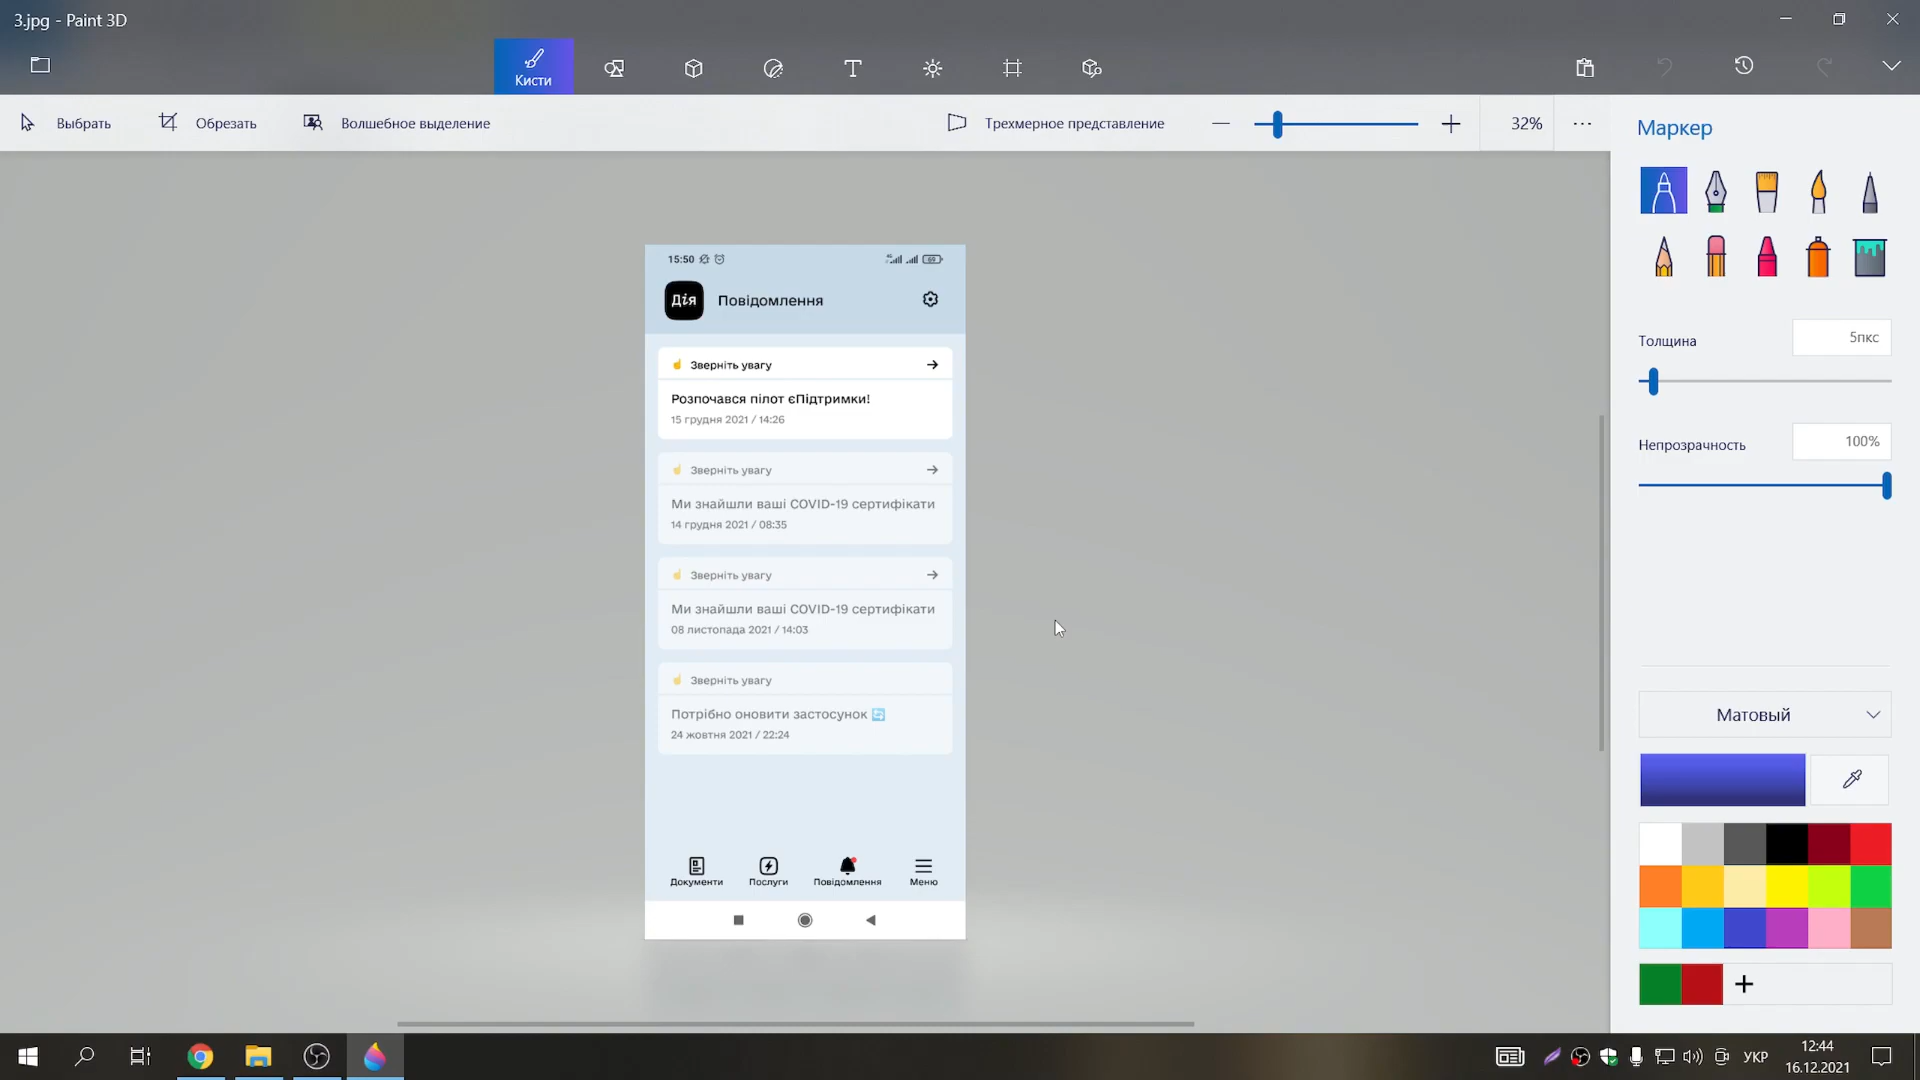 3.jpg - Paint 3D
Кисти
Выбрать
Обрезать
Волшебное выделение
Трехмерное представление
32%
Маркер
Толщина
5пкс
Непрозрачность
100%
Матовый
15:50
69
Дія
Повідомлення
Зверніть увагу
Розпочався пілот єПідтримки!
15 грудня 2021 / 14:26
Зверніть увагу
Ми знайшли ваші COVID-19 сертифікати
14 грудня 2021 / 08:35
Зверніть увагу
Ми знайшли ваші COVID-19 сертифікати
08 листопада 2021 / 14:03
Зверніть увагу
Потрібно оновити застосунок
24 жовтня 2021 / 22:24
Документи
Послуги
Повідомлення
Меню
УКР
12:44
16.12.2021